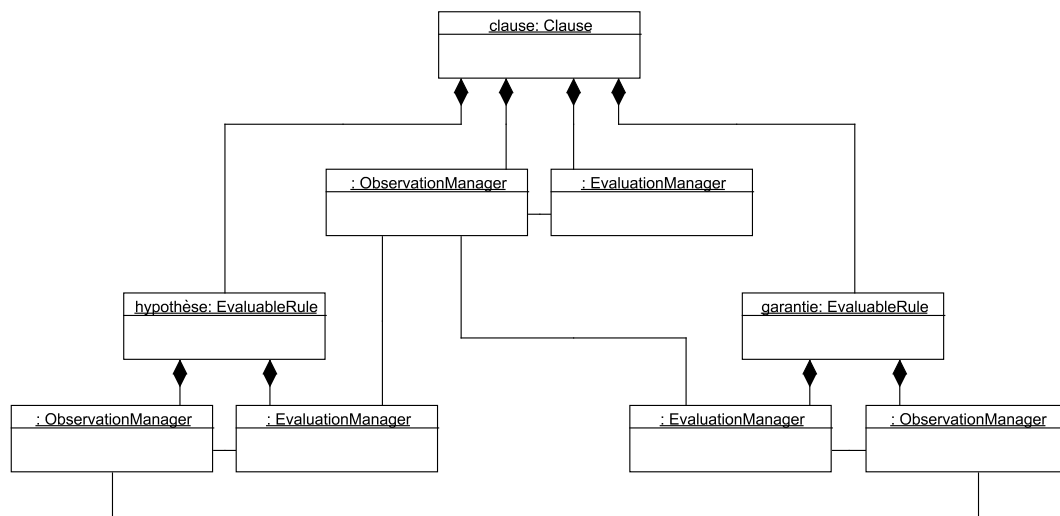 clause: Clause
: ObservationManager
: EvaluationManager
hypothèse: EvaluableRule
garantie: EvaluableRule
: ObservationManager
: EvaluationManager
: EvaluationManager
: ObservationManager